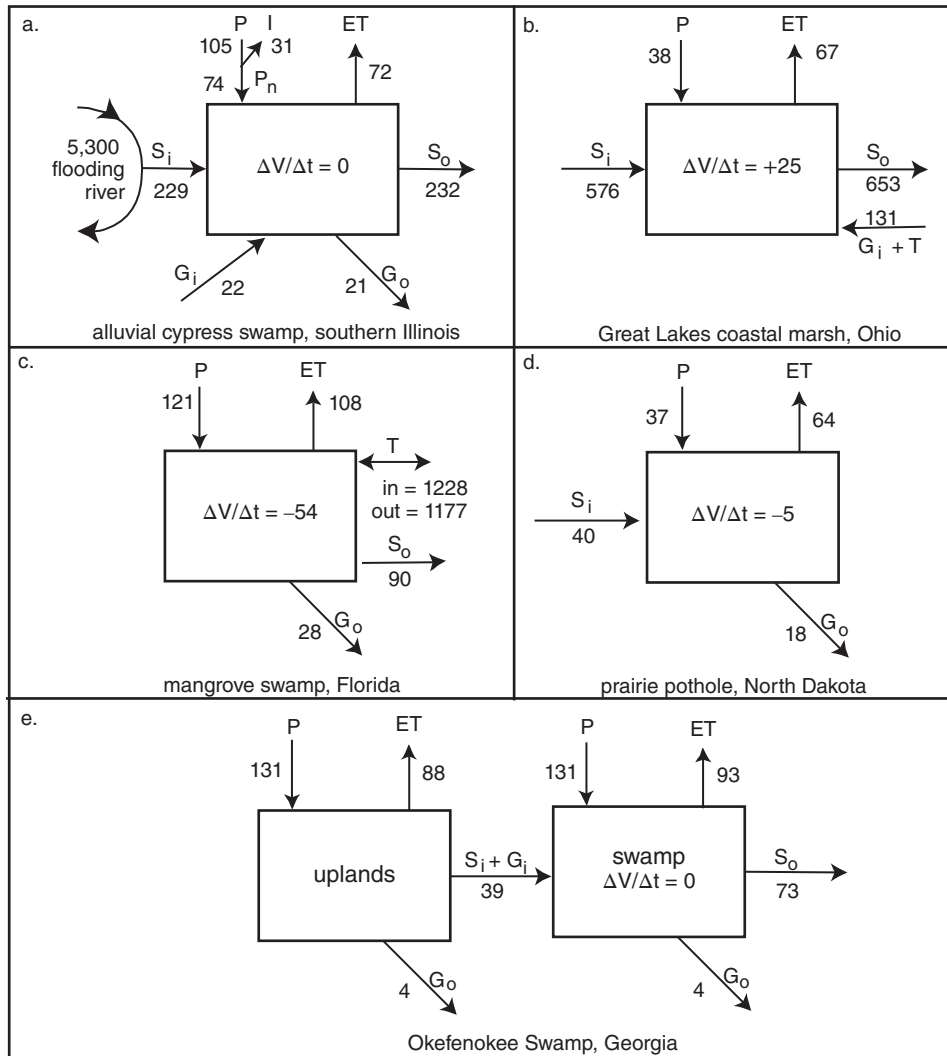 a.
P I ET
105 31
74 Pₙ 72
5,300
flooding
river
Sᵢ
229
ΔV/Δt = 0
Sₒ
232
Gᵢ
22
21 Gₒ
alluvial cypress swamp, southern Illinois
b.
P ET
38 67
Sᵢ
576
ΔV/Δt = +25
Sₒ
653
131
Gᵢ + T
Great Lakes coastal marsh, Ohio
c.
P ET
121 108
T
in = 1228
out = 1177
ΔV/Δt = –54
Sₒ
90
28 Gₒ
mangrove swamp, Florida
d.
P ET
37 64
Sᵢ
40
ΔV/Δt = –5
18 Gₒ
prairie pothole, North Dakota
e.
P ET P ET
131 88 131 93
uplands
Sᵢ + Gᵢ
39
swamp
ΔV/Δt = 0
Sₒ
73
4 Gₒ
4 Gₒ
Okefenokee Swamp, Georgia